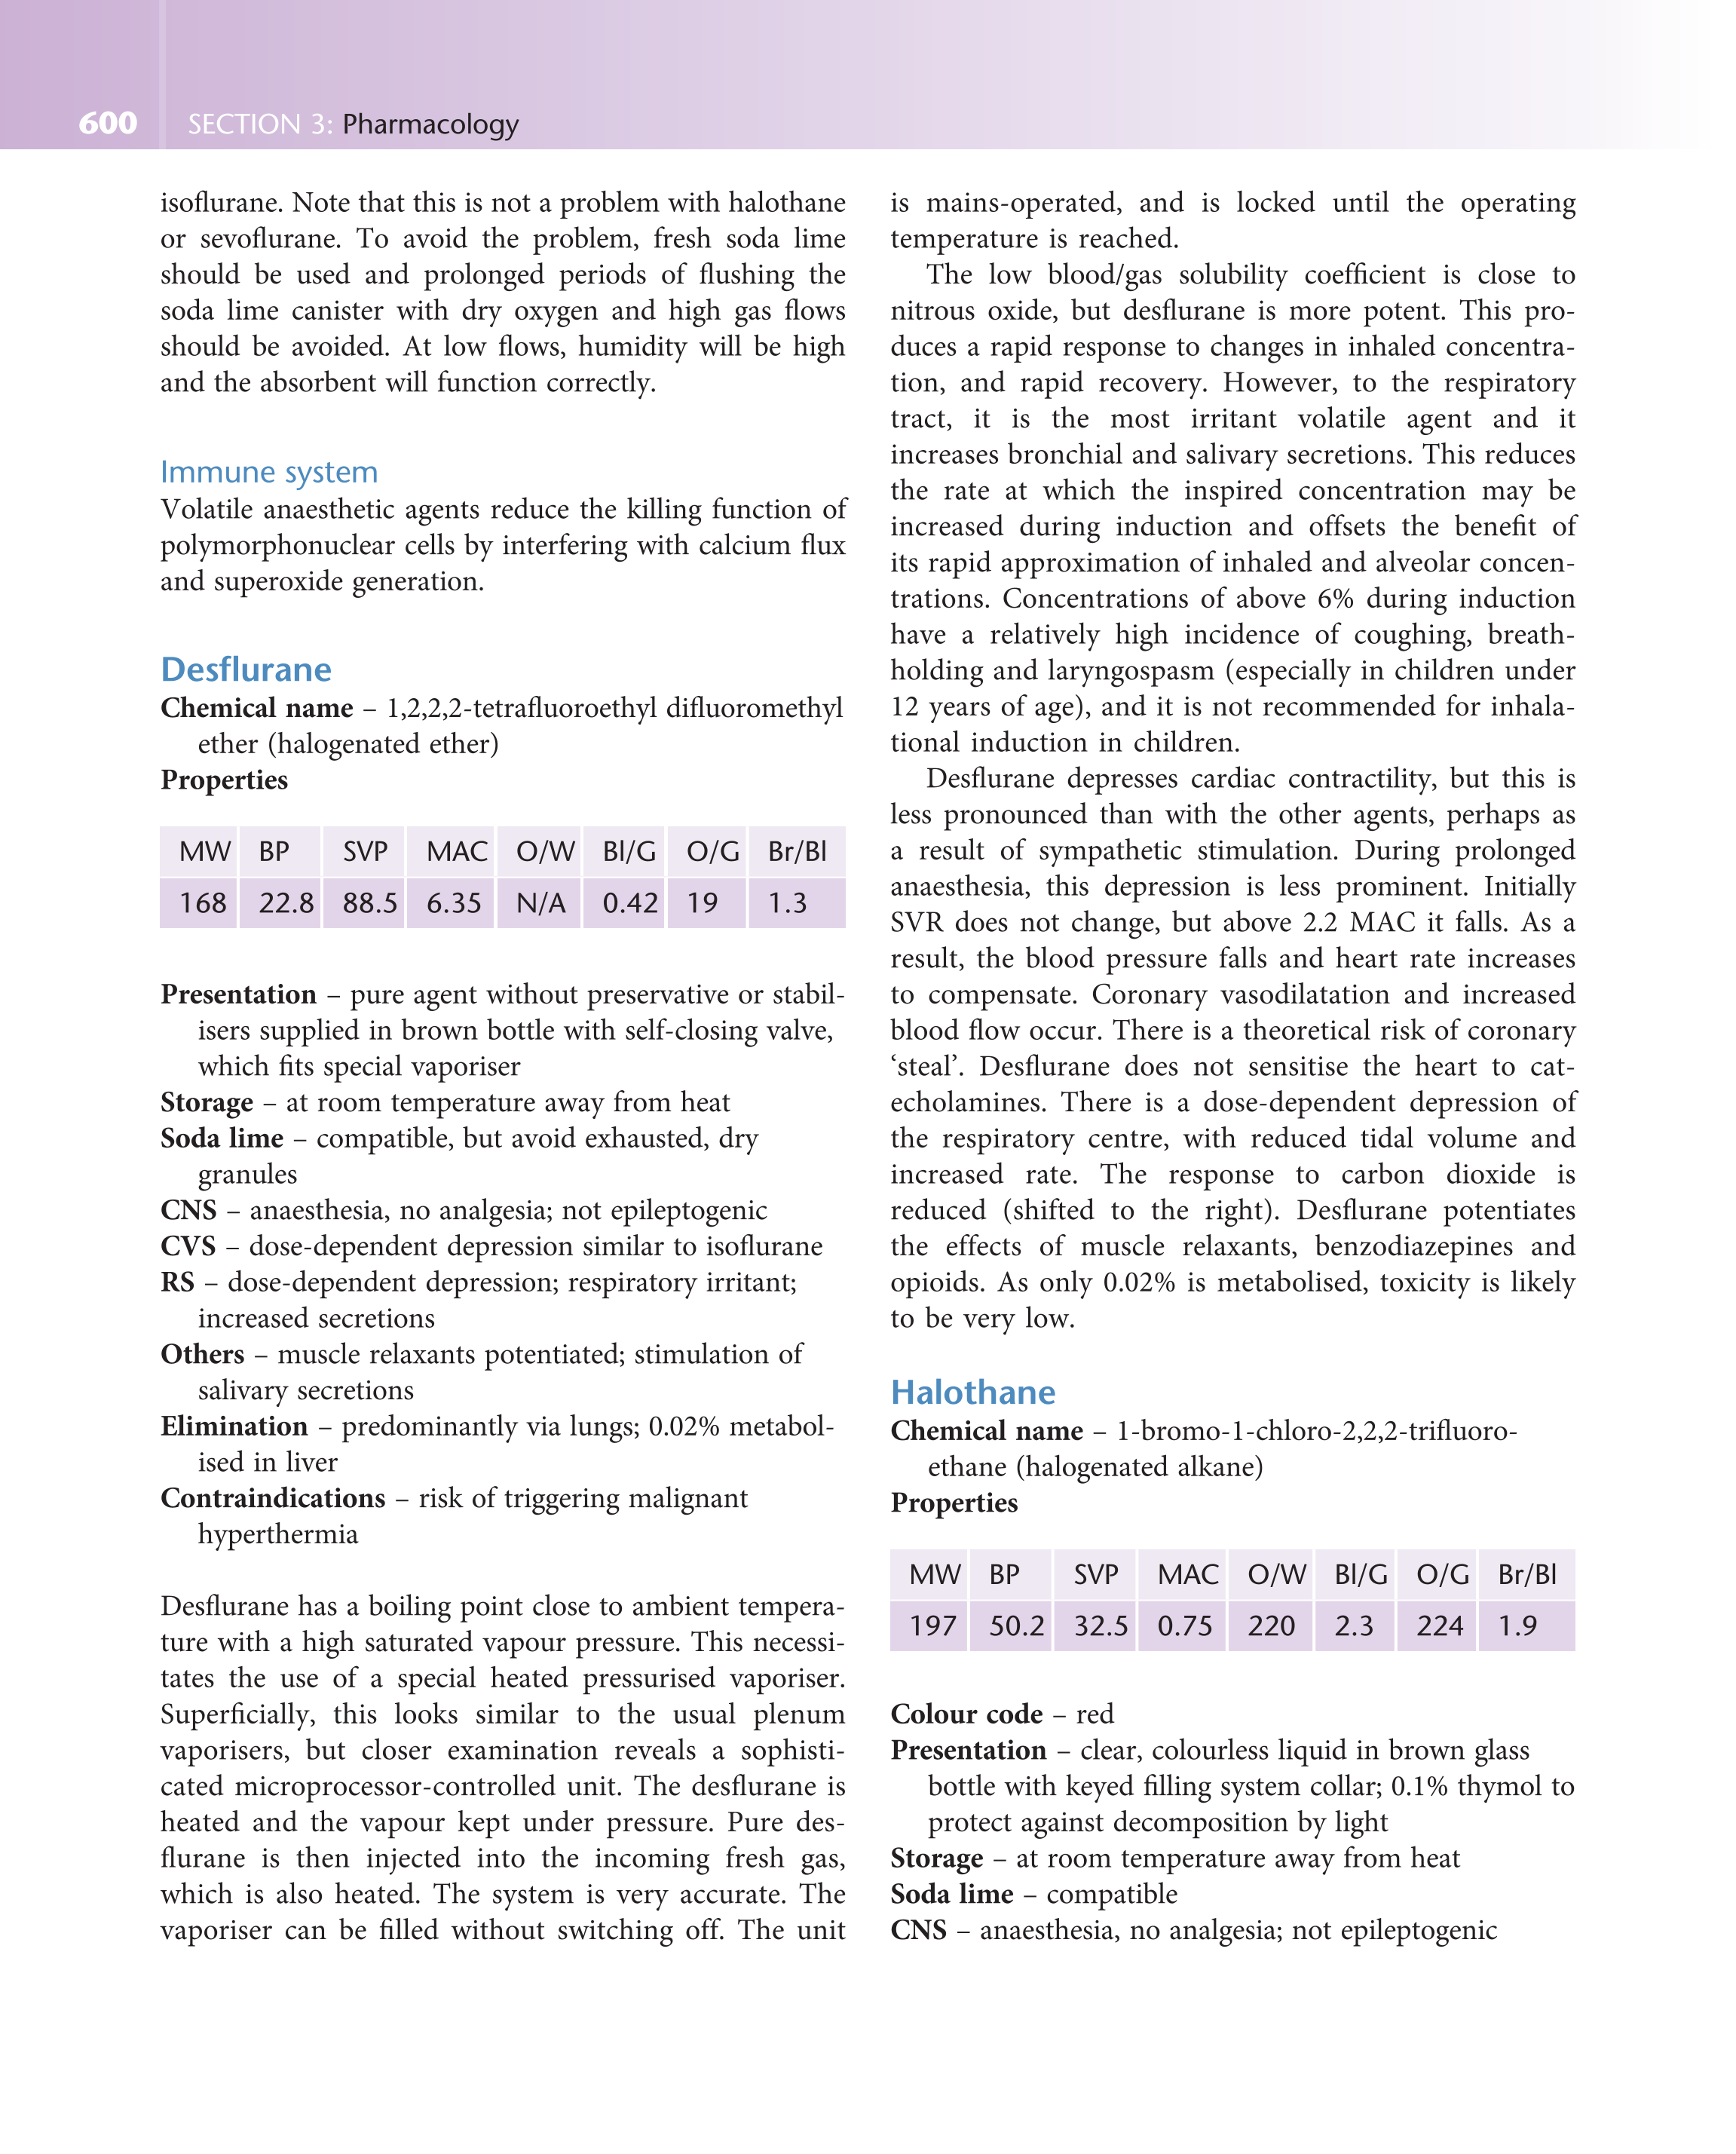 600 SECTION 3: Pharmacology
isoflurane. Note that this is not a problem with halothane
or sevoflurane. To avoid the problem, fresh soda lime
should be used and prolonged periods of flushing the
soda lime canister with dry oxygen and high gas flows
should be avoided. At low flows, humidity will be high
and the absorbent will function correctly.
Immune system
Volatile anaesthetic agents reduce the killing function of
polymorphonuclear cells by interfering with calcium flux
and superoxide generation.
Desflurane
Chemical name – 1,2,2,2-tetrafluoroethyl difluoromethyl
ether (halogenated ether)
Properties
MW BP SVP MAC O/W Bl/G O/G Br/Bl
168 22.8 88.5 6.35 N/A 0.42 19 1.3
Presentation – pure agent without preservative or stabil-
isers supplied in brown bottle with self-closing valve,
which fits special vaporiser
Storage – at room temperature away from heat
Soda lime – compatible, but avoid exhausted, dry
granules
CNS – anaesthesia, no analgesia; not epileptogenic
CVS – dose-dependent depression similar to isoflurane
RS – dose-dependent depression; respiratory irritant;
increased secretions
Others – muscle relaxants potentiated; stimulation of
salivary secretions
Elimination – predominantly via lungs; 0.02% metabol-
ised in liver
Contraindications – risk of triggering malignant
hyperthermia
Desflurane has a boiling point close to ambient tempera-
ture with a high saturated vapour pressure. This necessi-
tates the use of a special heated pressurised vaporiser.
Superficially, this looks similar to the usual plenum
vaporisers, but closer examination reveals a sophisti-
cated microprocessor-controlled unit. The desflurane is
heated and the vapour kept under pressure. Pure des-
flurane is then injected into the incoming fresh gas,
which is also heated. The system is very accurate. The
vaporiser can be filled without switching off. The unit
is mains-operated, and is locked until the operating
temperature is reached.
The low blood/gas solubility coefficient is close to
nitrous oxide, but desflurane is more potent. This pro-
duces a rapid response to changes in inhaled concentra-
tion, and rapid recovery. However, to the respiratory
tract, it is the most irritant volatile agent and it
increases bronchial and salivary secretions. This reduces
the rate at which the inspired concentration may be
increased during induction and offsets the benefit of
its rapid approximation of inhaled and alveolar concen-
trations. Concentrations of above 6% during induction
have a relatively high incidence of coughing, breath-
holding and laryngospasm (especially in children under
12 years of age), and it is not recommended for inhala-
tional induction in children.
Desflurane depresses cardiac contractility, but this is
less pronounced than with the other agents, perhaps as
a result of sympathetic stimulation. During prolonged
anaesthesia, this depression is less prominent. Initially
SVR does not change, but above 2.2 MAC it falls. As a
result, the blood pressure falls and heart rate increases
to compensate. Coronary vasodilatation and increased
blood flow occur. There is a theoretical risk of coronary
‘steal’. Desflurane does not sensitise the heart to cat-
echolamines. There is a dose-dependent depression of
the respiratory centre, with reduced tidal volume and
increased rate. The response to carbon dioxide is
reduced (shifted to the right). Desflurane potentiates
the effects of muscle relaxants, benzodiazepines and
opioids. As only 0.02% is metabolised, toxicity is likely
to be very low.
Halothane
Chemical name – 1-bromo-1-chloro-2,2,2-trifluoro-
ethane (halogenated alkane)
Properties
MW BP SVP MAC O/W Bl/G O/G Br/Bl
197 50.2 32.5 0.75 220 2.3 224 1.9
Colour code – red
Presentation – clear, colourless liquid in brown glass
bottle with keyed filling system collar; 0.1% thymol to
protect against decomposition by light
Storage – at room temperature away from heat
Soda lime – compatible
CNS – anaesthesia, no analgesia; not epileptogenic